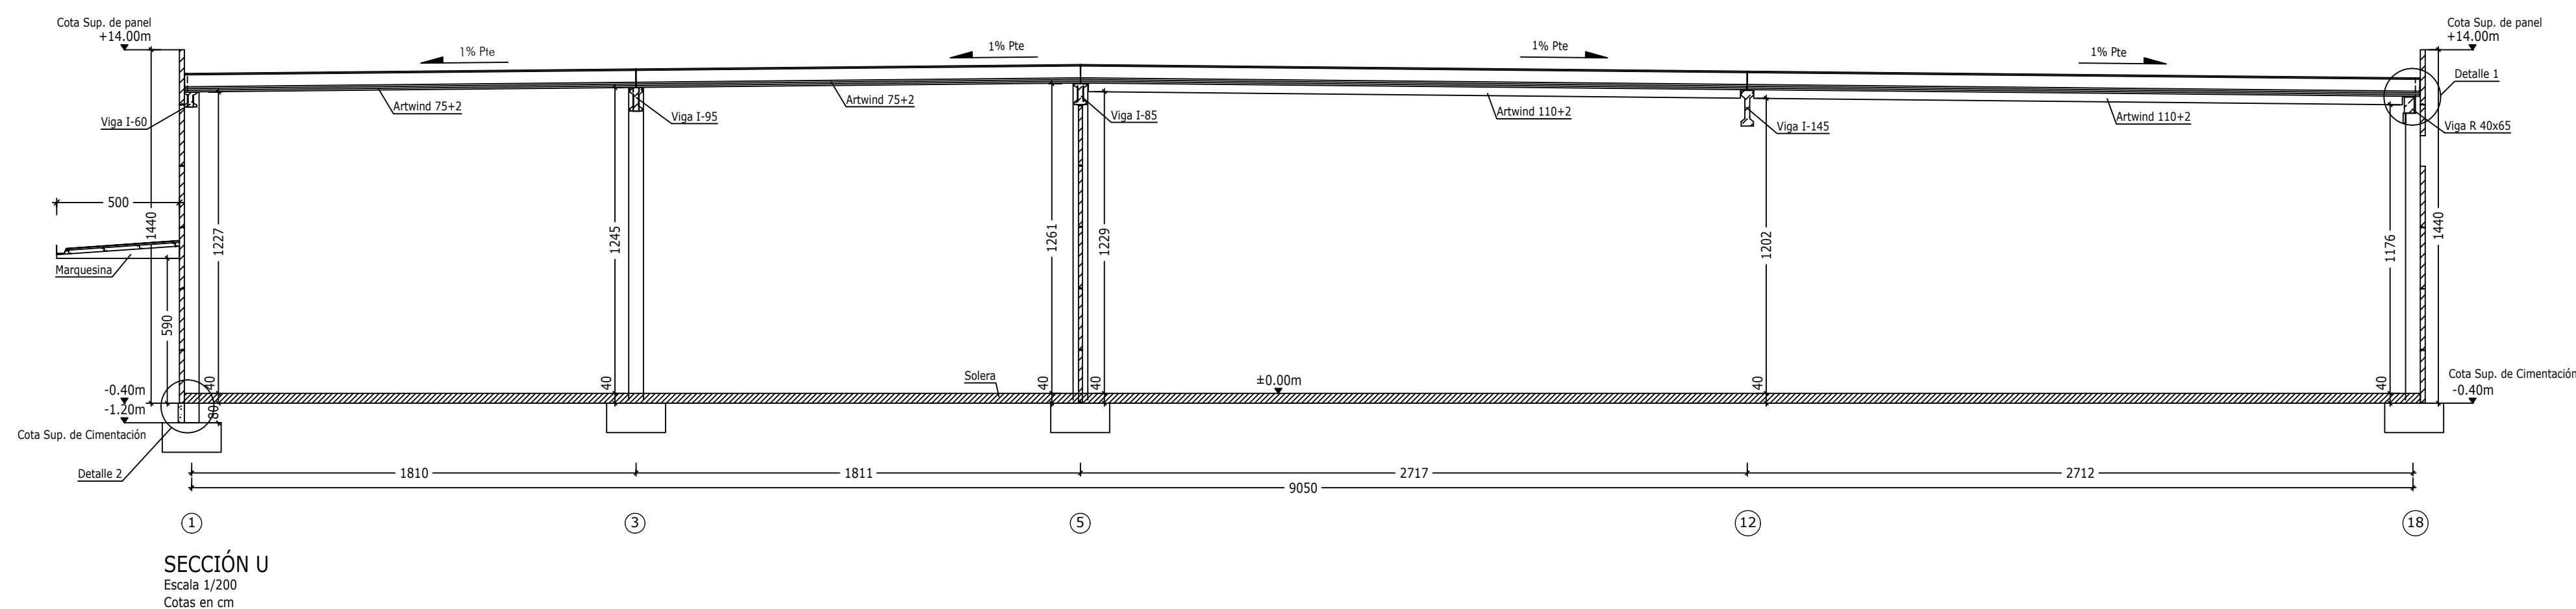 Cota Sup. de panel
+14.00m
1% Pte
1% Pte
1% Pte
1% Pte
Cota Sup. de panel
+14.00m
Detalle 1
Artwind 75+2
Artwind 75+2
Artwind 110+2
Artwind 110+2
Viga I-60
Viga I-95
Viga I-85
Viga I-145
Viga R 40x65
500
1440
1227
1245
1261
1229
1202
1176
1440
Marquesina
590
40
40
40
40
40
40
Solera
±0.00m
-0.40m
-1.20m
80
Cota Sup. de Cimentación
Cota Sup. de Cimentación
-0.40m
Detalle 2
1810
1811
2717
2712
9050
1
3
5
12
18
SECCIÓN U
Escala 1/200
Cotas en cm